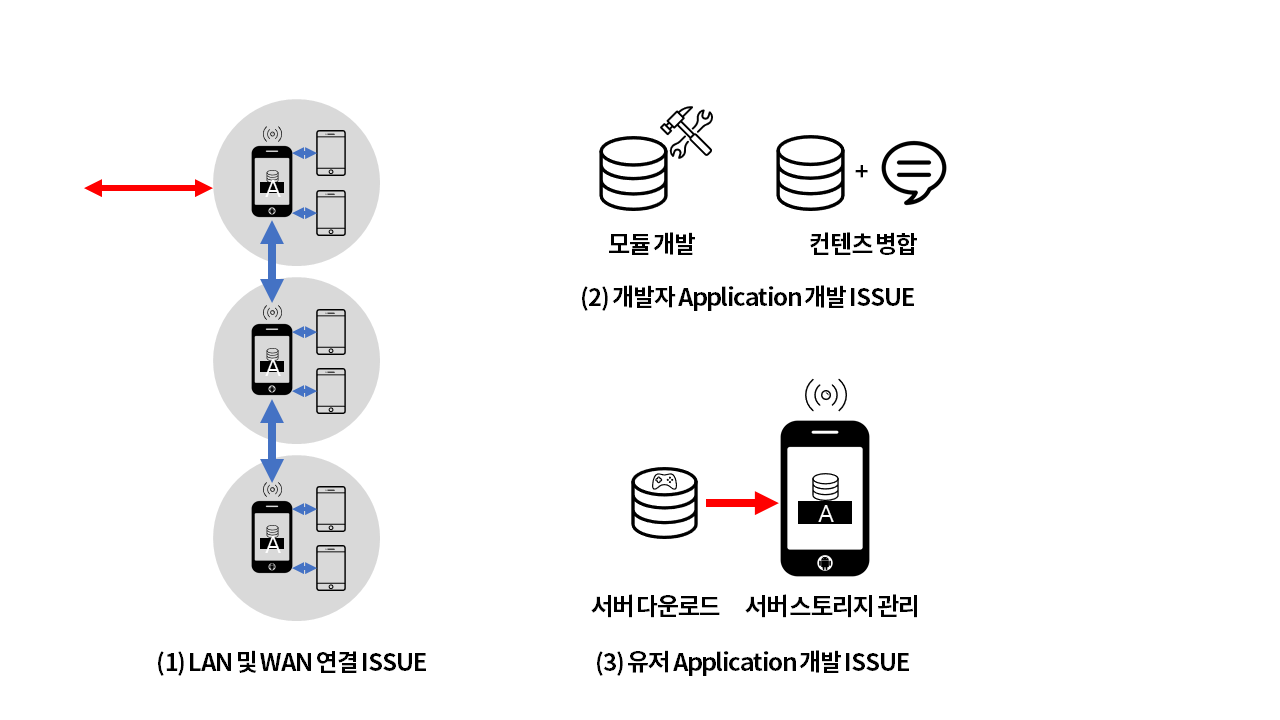 A
A
A
(1) LAN 및 WAN 연결 ISSUE
+
모듈 개발
컨텐츠 병합
(2) 개발자 Application 개발 ISSUE
A
서버 다운로드
서버 스토리지 관리
(3) 유저 Application 개발 ISSUE